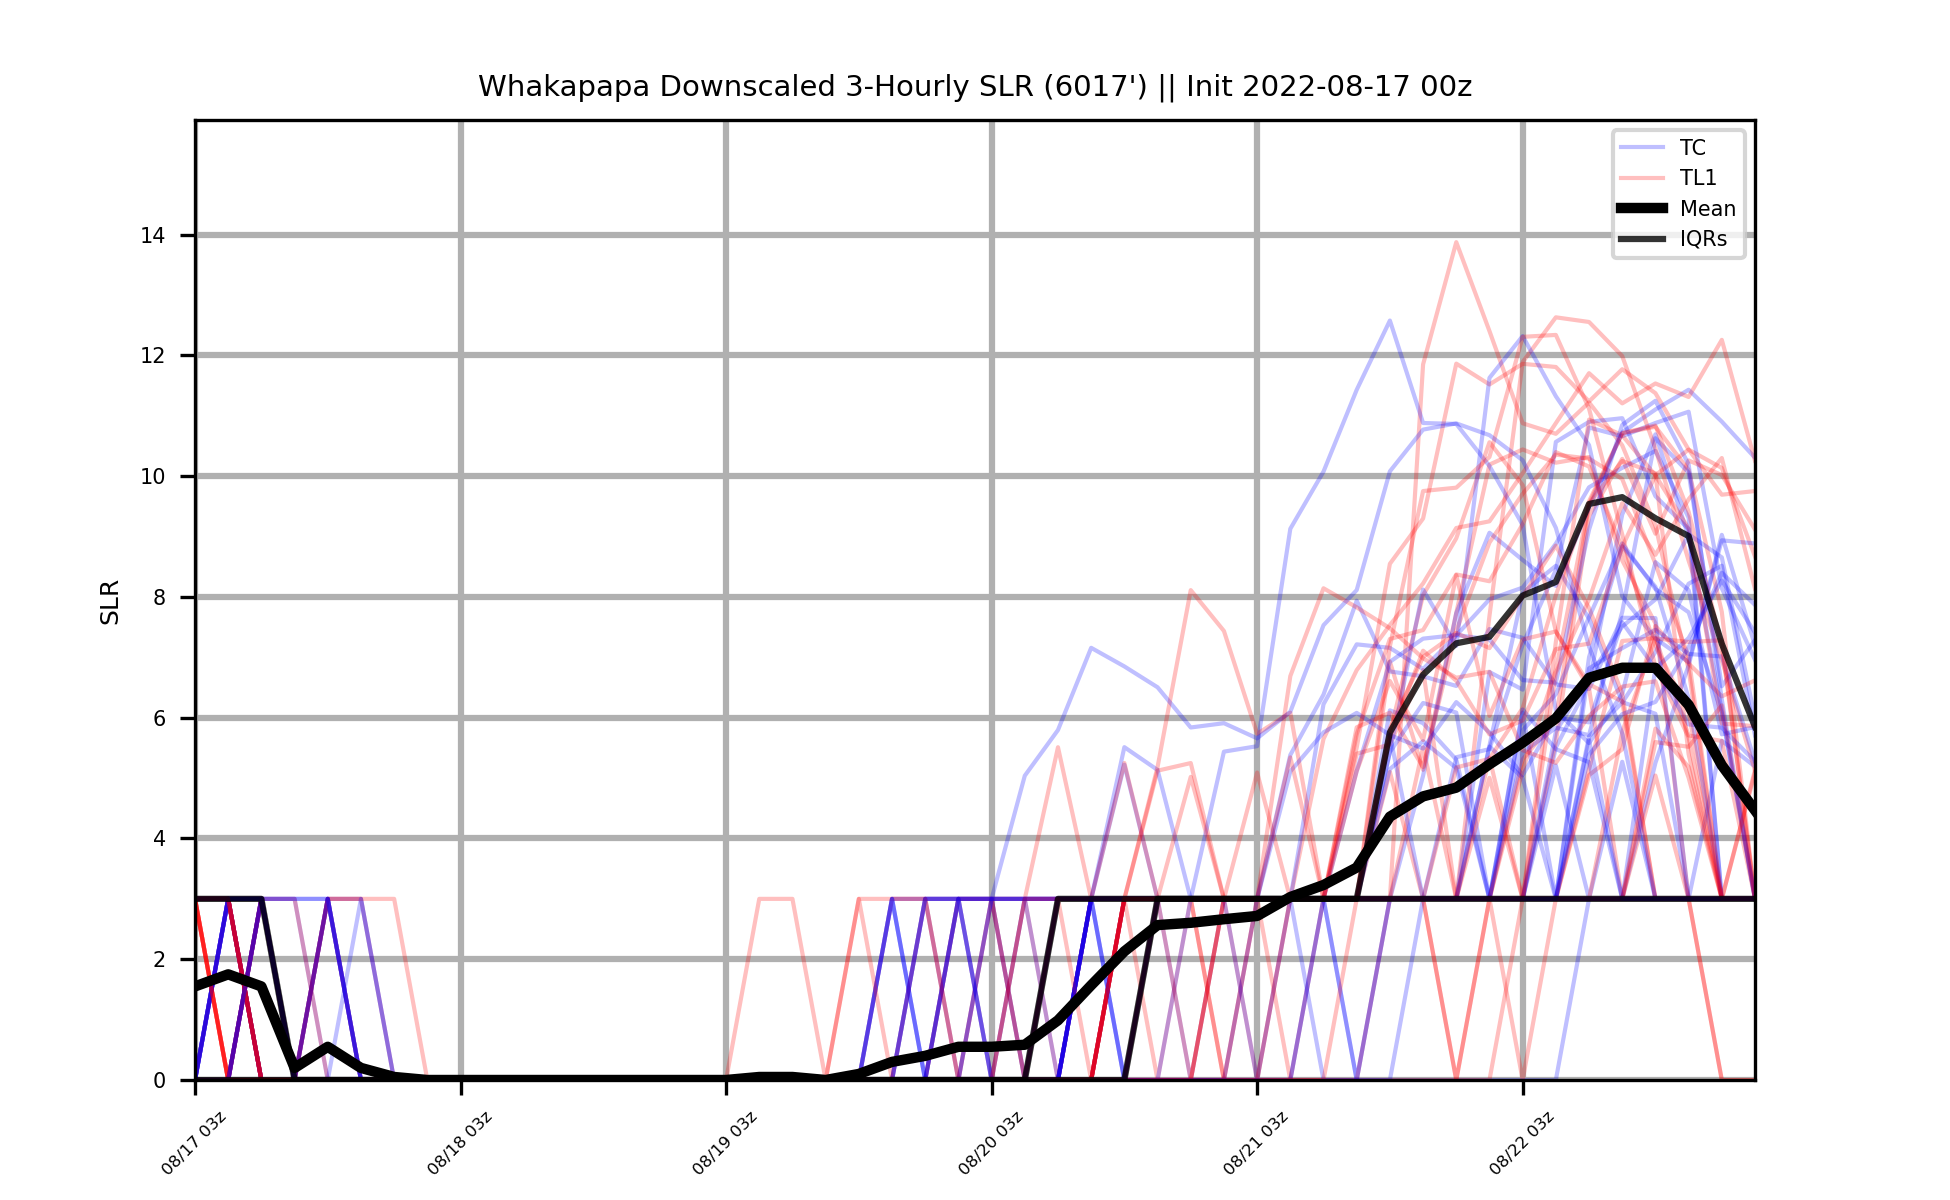 Whakapapa Downscaled 3-Hourly SLR (6017') || Init 2022-08-17 00z
TC
TL1
Mean
IQRs
SLR
14
12
10
8
6
4
2
0
08/17 03z
08/18 03z
08/19 03z
08/20 03z
08/21 03z
08/22 03z